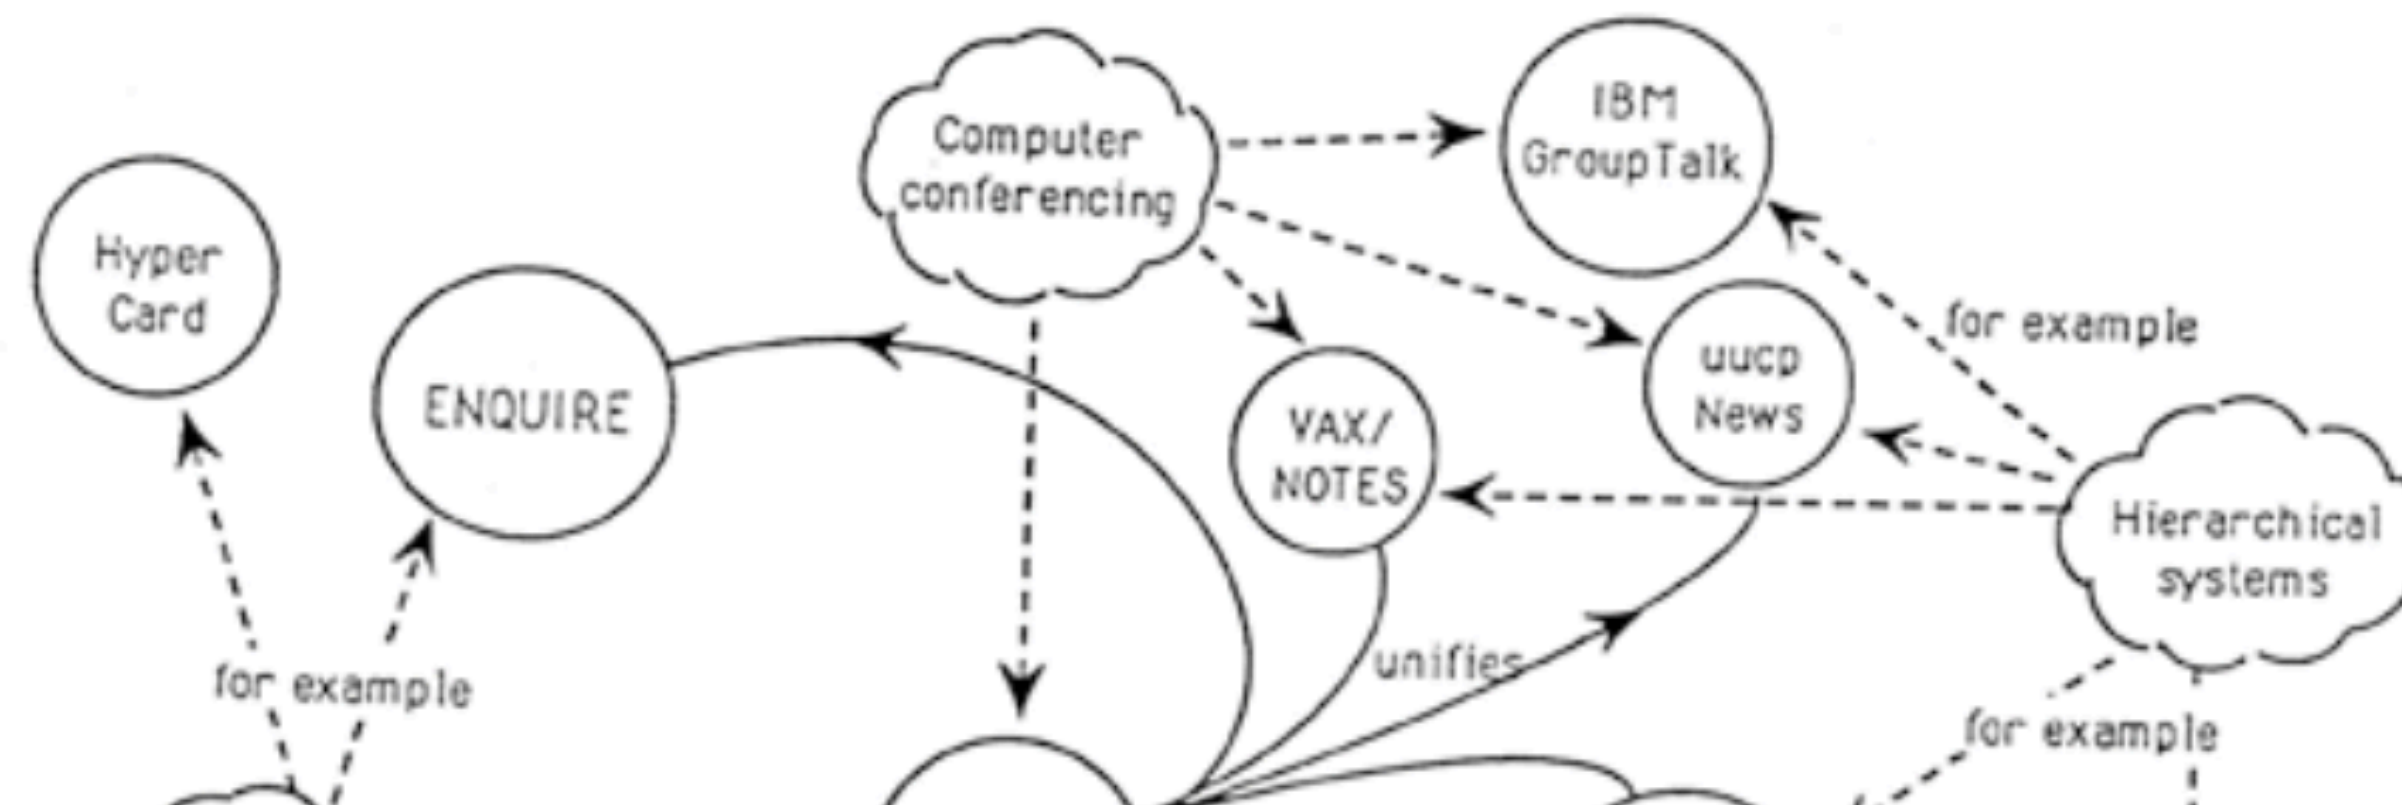 IBM
GroupTalk
Computer
conferencing
Hyper
Card
for example
uucp
News
ENQUIRE
VAX/
NOTES
Hierarchical
systems
unifies
for example
for example